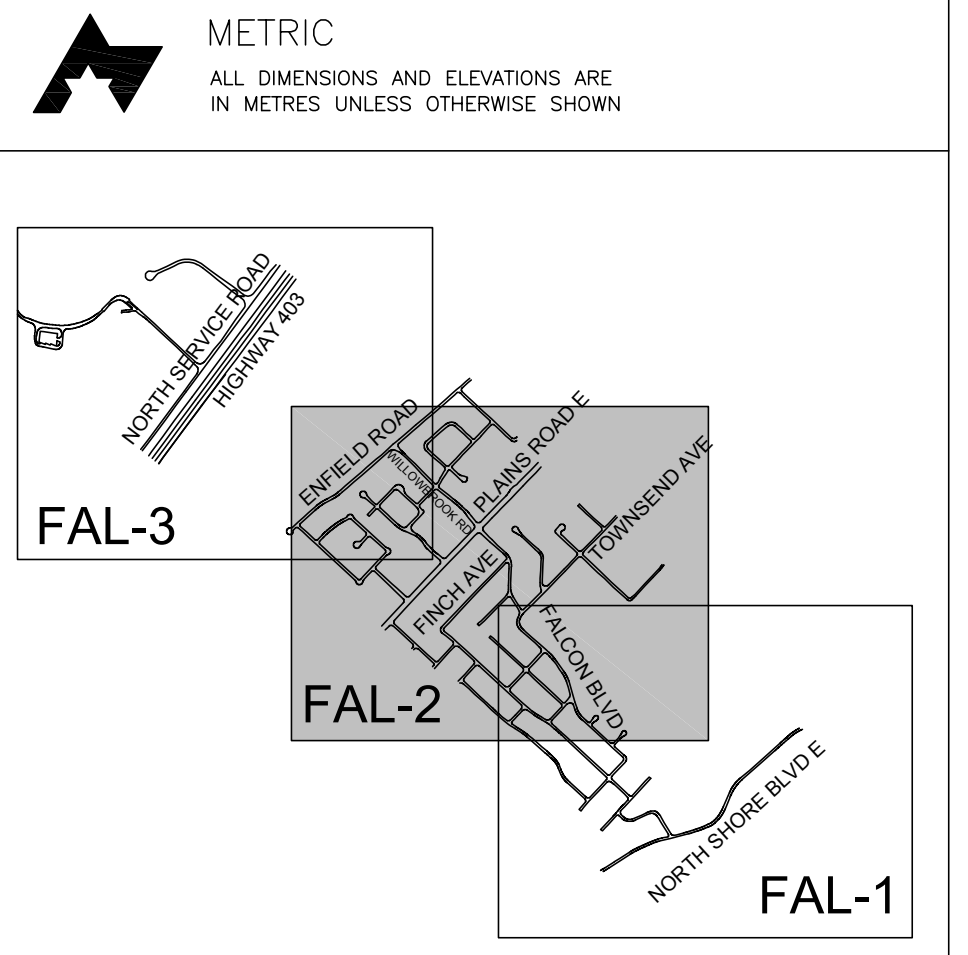 METRIC
ALL DIMENSIONS AND ELEVATIONS ARE
IN METRES UNLESS OTHERWISE SHOWN
NORTH SERVICE ROAD
HIGHWAY 403
FAL-3
ENFIELD ROAD
WILLOWBROOK RD
PLAINS ROAD E
TOWNSEND AVE
FINCH AVE
FALCON BLVD
FAL-2
NORTH SHORE BLVD E
FAL-1